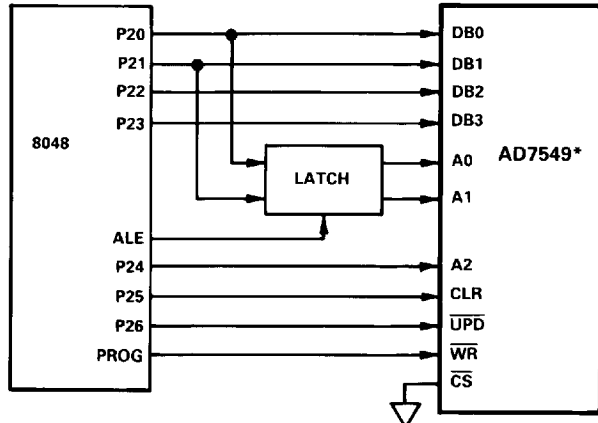 P20
P21
P22
P23
8048
ALE
P24
P25
P26
PROG
LATCH
DB0
DB1
DB2
DB3
A0
AD7549*
A1
A2
CLR
UPD
WR
CS